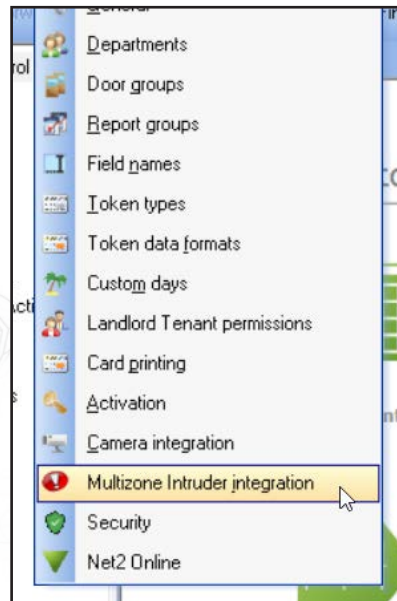 General
Departments
Door groups
Report groups
Field names
Token types
Token data formats
Custom days
Landlord Tenant permissions
Card printing
Activation
Camera integration
Multizone Intruder integration
Security
Net2 Online